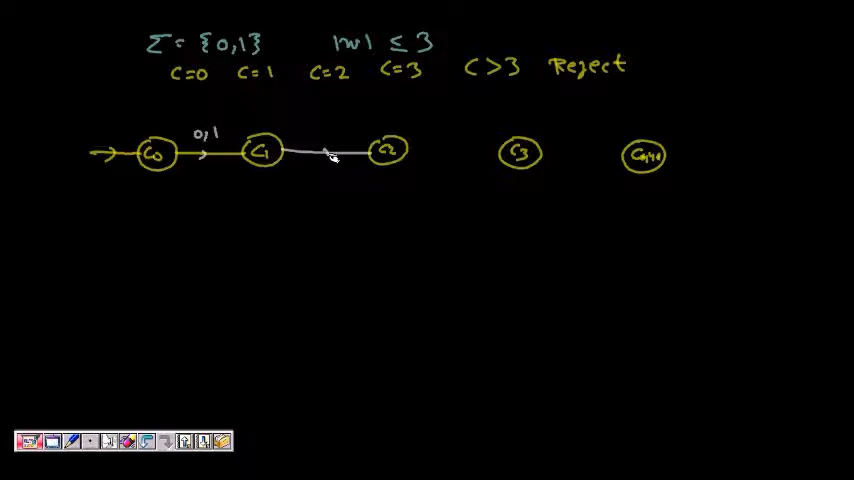 Σ = {0,1} |w| ≤ 3
C=0 C=1 C=2 C=3 C>3 Reject
0,1
C0 C1 C2 C3